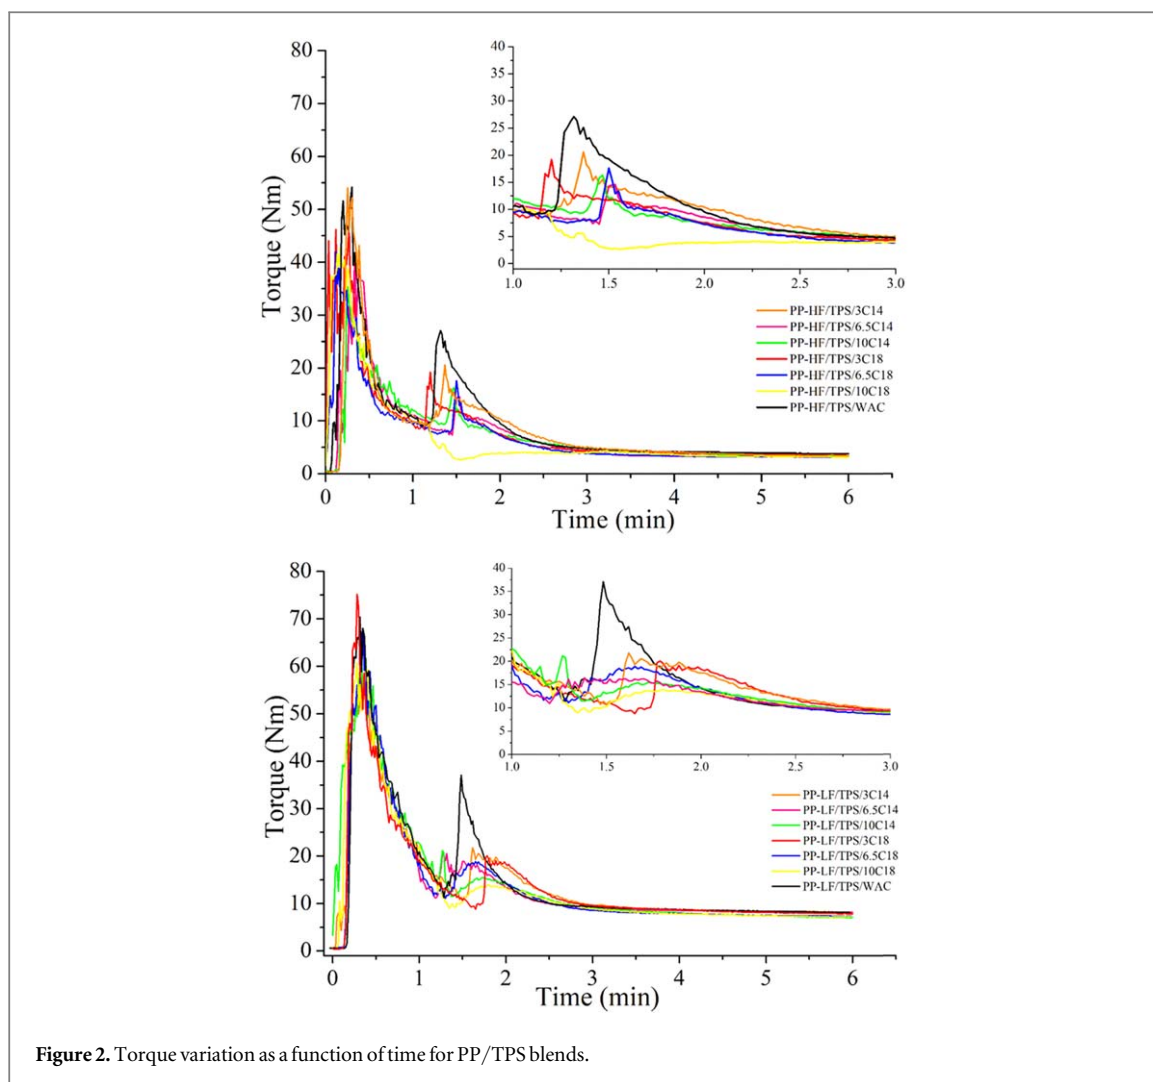 80
70
60
50
40
30
20
10
0
Torque (Nm)
0 1 2 3 4 5 6
Time (min)
40
35
30
25
20
15
10
5
0
1.0 1.5 2.0 2.5 3.0
PP-HF/TPS/3C14
PP-HF/TPS/6.5C14
PP-HF/TPS/10C14
PP-HF/TPS/3C18
PP-HF/TPS/6.5C18
PP-HF/TPS/10C18
PP-HF/TPS/WAC
80
70
60
50
40
30
20
10
0
Torque (Nm)
0 1 2 3 4 5 6
Time (min)
40
35
30
25
20
15
10
5
0
1.0 1.5 2.0 2.5 3.0
PP-LF/TPS/3C14
PP-LF/TPS/6.5C14
PP-LF/TPS/10C14
PP-LF/TPS/3C18
PP-LF/TPS/6.5C18
PP-LF/TPS/10C18
PP-LF/TPS/WAC
Figure 2. Torque variation as a function of time for PP/TPS blends.